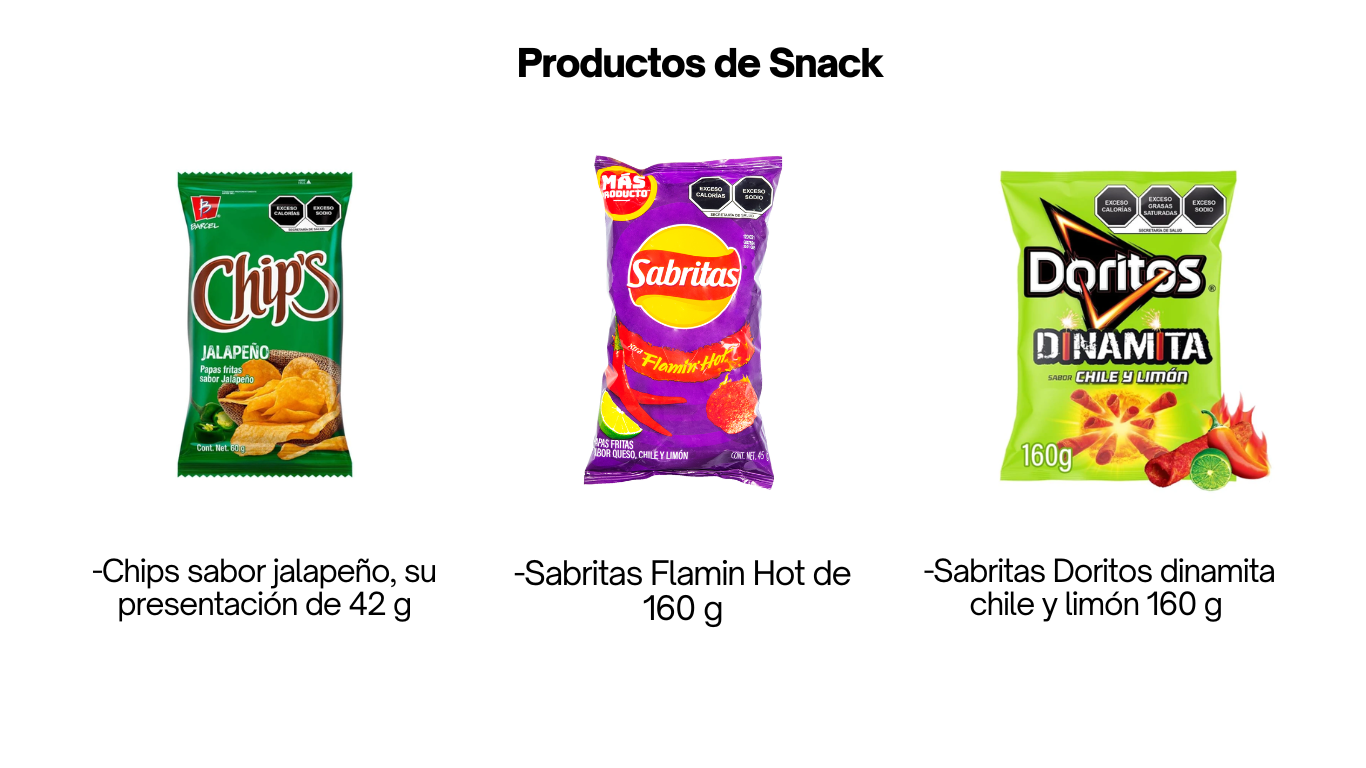 Productos de Snack
BARCEL
EXCESO CALORÍAS
EXCESO SODIO
SECRETARÍA DE SALUD
Chip's
JALAPEÑO
Papas fritas
sabor Jalapeño
Cont. Net. 60 g
MÁS
PRODUCTO
EXCESO CALORÍAS
EXCESO SODIO
SECRETARÍA DE SALUD
Sabritas
Xtra Flamin Hot
PAPAS FRITAS
SABOR QUESO, CHILE Y LIMÓN
CONT. NET. 45 g
EXCESO CALORÍAS
EXCESO GRASAS SATURADAS
EXCESO SODIO
SECRETARÍA DE SALUD
Doritos®
DINAMITA
SABOR CHILE Y LIMÓN
160g
-Chips sabor jalapeño, su
presentación de 42 g
-Sabritas Flamin Hot de
160 g
-Sabritas Doritos dinamita
chile y limón 160 g